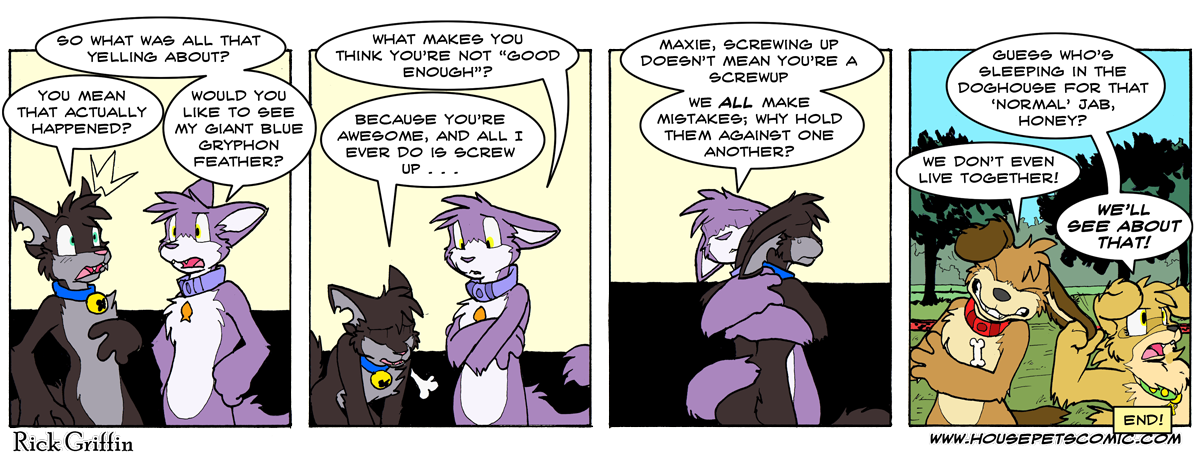 SO WHAT WAS ALL THAT
YELLING ABOUT?
YOU MEAN
THAT ACTUALLY
HAPPENED?
WOULD YOU
LIKE TO SEE
MY GIANT BLUE
GRYPHON
FEATHER?
WHAT MAKES YOU
THINK YOU'RE NOT "GOOD
ENOUGH"?
BECAUSE YOU'RE
AWESOME, AND ALL I
EVER DO IS SCREW
UP . . .
MAXIE, SCREWING UP
DOESN'T MEAN YOU'RE A
SCREWUP
WE ALL MAKE
MISTAKES; WHY HOLD
THEM AGAINST ONE
ANOTHER?
GUESS WHO'S
SLEEPING IN THE
DOGHOUSE FOR THAT
'NORMAL' JAB,
HONEY?
WE DON'T EVEN
LIVE TOGETHER!
WE'LL
SEE ABOUT
THAT!
END!
Rick Griffin
WWW.HOUSEPETSCOMIC.COM